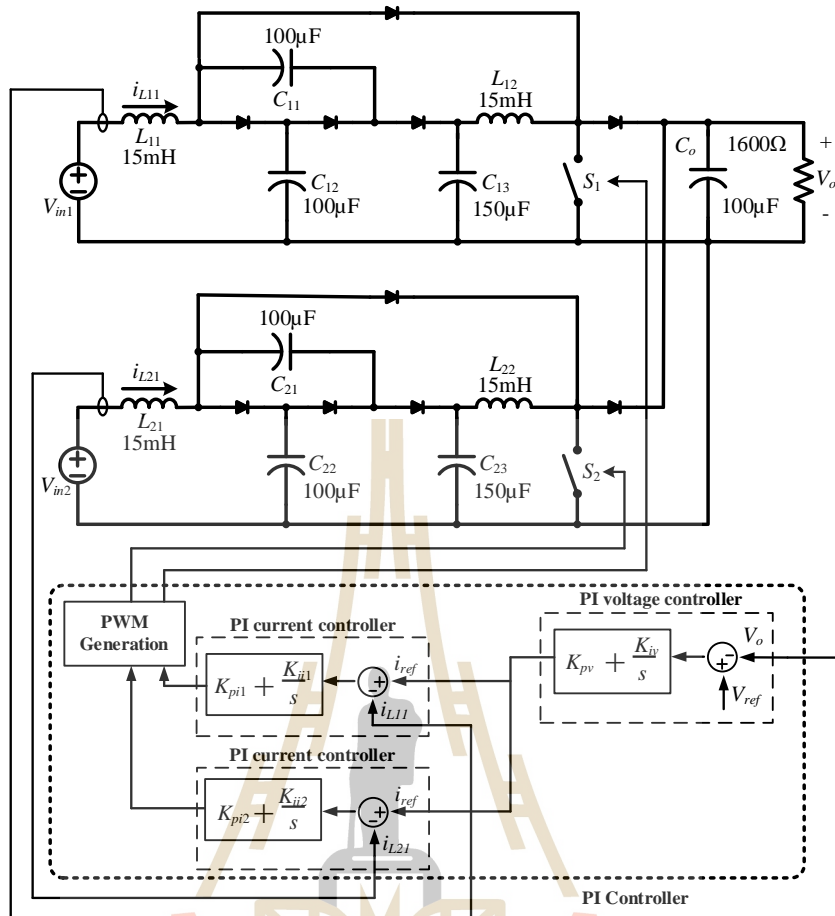 100μF
C11
iL11
L11
15mH
L12
15mH
Vin1
C12
100μF
C13
150μF
S1
Co
100μF
1600Ω
+
Vo
-
100μF
C21
iL21
L21
15mH
L22
15mH
Vin2
C22
100μF
C23
150μF
S2
PWM
Generation
PI current controller
Kpi1 + Kii1/s
iref
iL11
PI current controller
Kpi2 + Kii2/s
iref
iL21
PI voltage controller
Kpv + Kiv/s
Vo
Vref
PI Controller